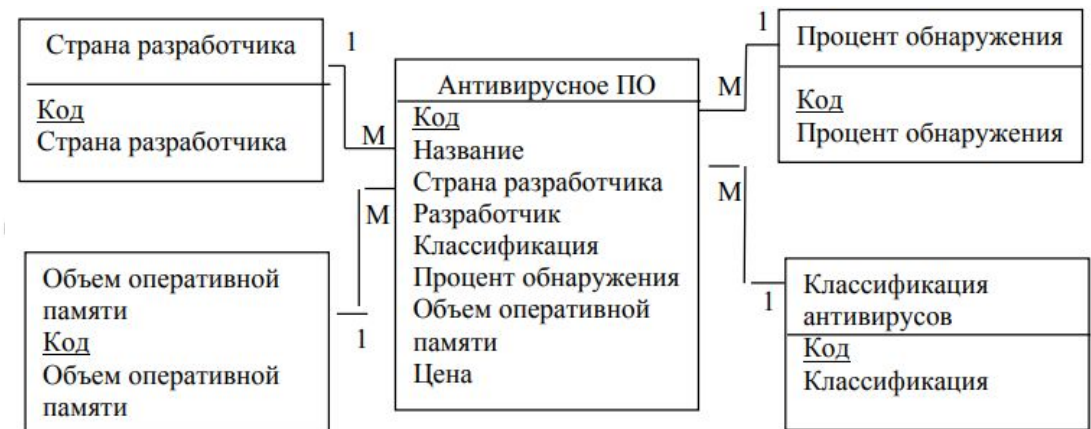 Страна разработчика
1
Код
Страна разработчика
М
Антивирусное ПО
Код
Название
Страна разработчика
Разработчик
Классификация
Процент обнаружения
Объем оперативной
памяти
Цена
1
Процент обнаружения
М
Код
Процент обнаружения
М
Объем оперативной
памяти
Код
Объем оперативной
памяти
1
М
1
Классификация
антивирусов
Код
Классификация